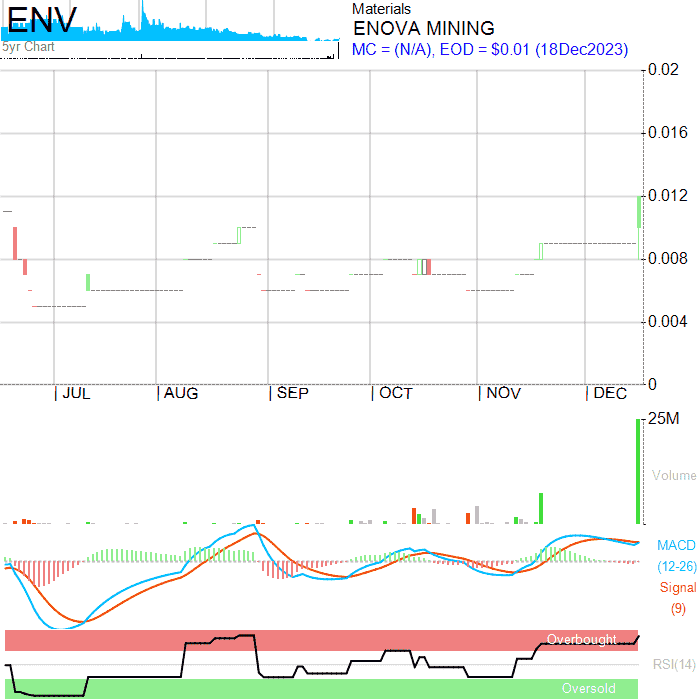 ENV
5yr Chart
Materials
ENOVA MINING
MC = (N/A), EOD = $0.01 (18Dec2023)
0.02
0.016
0.012
0.008
0.004
0
JUL AUG SEP OCT NOV DEC
25M
Volume
MACD
(12-26)
Signal
(9)
Overbought
RSI(14)
Oversold